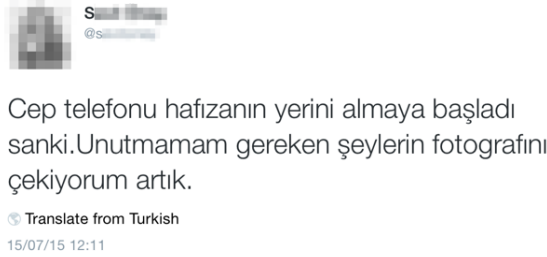 Cep telefonu hafızanın yerini almaya başladı
sanki.Unutmamam gereken şeylerin fotografını
çekiyorum artık.
Translate from Turkish
15/07/15 12:11